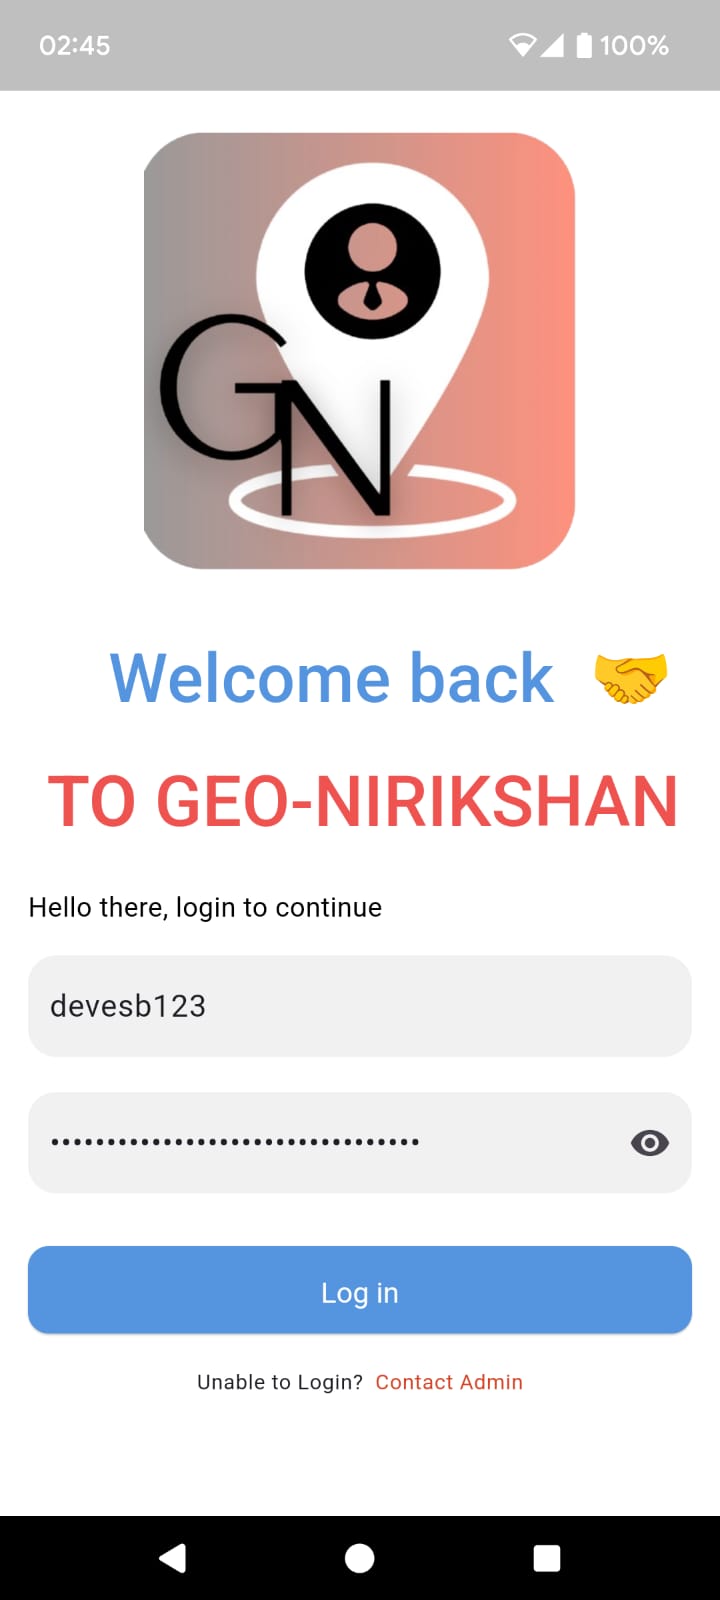 02:45 100%
GN
Welcome back 🤝
TO GEO-NIRIKSHAN
Hello there, login to continue
devesb123
•••••••••••••••••••••••••••••••••
Log in
Unable to Login? Contact Admin